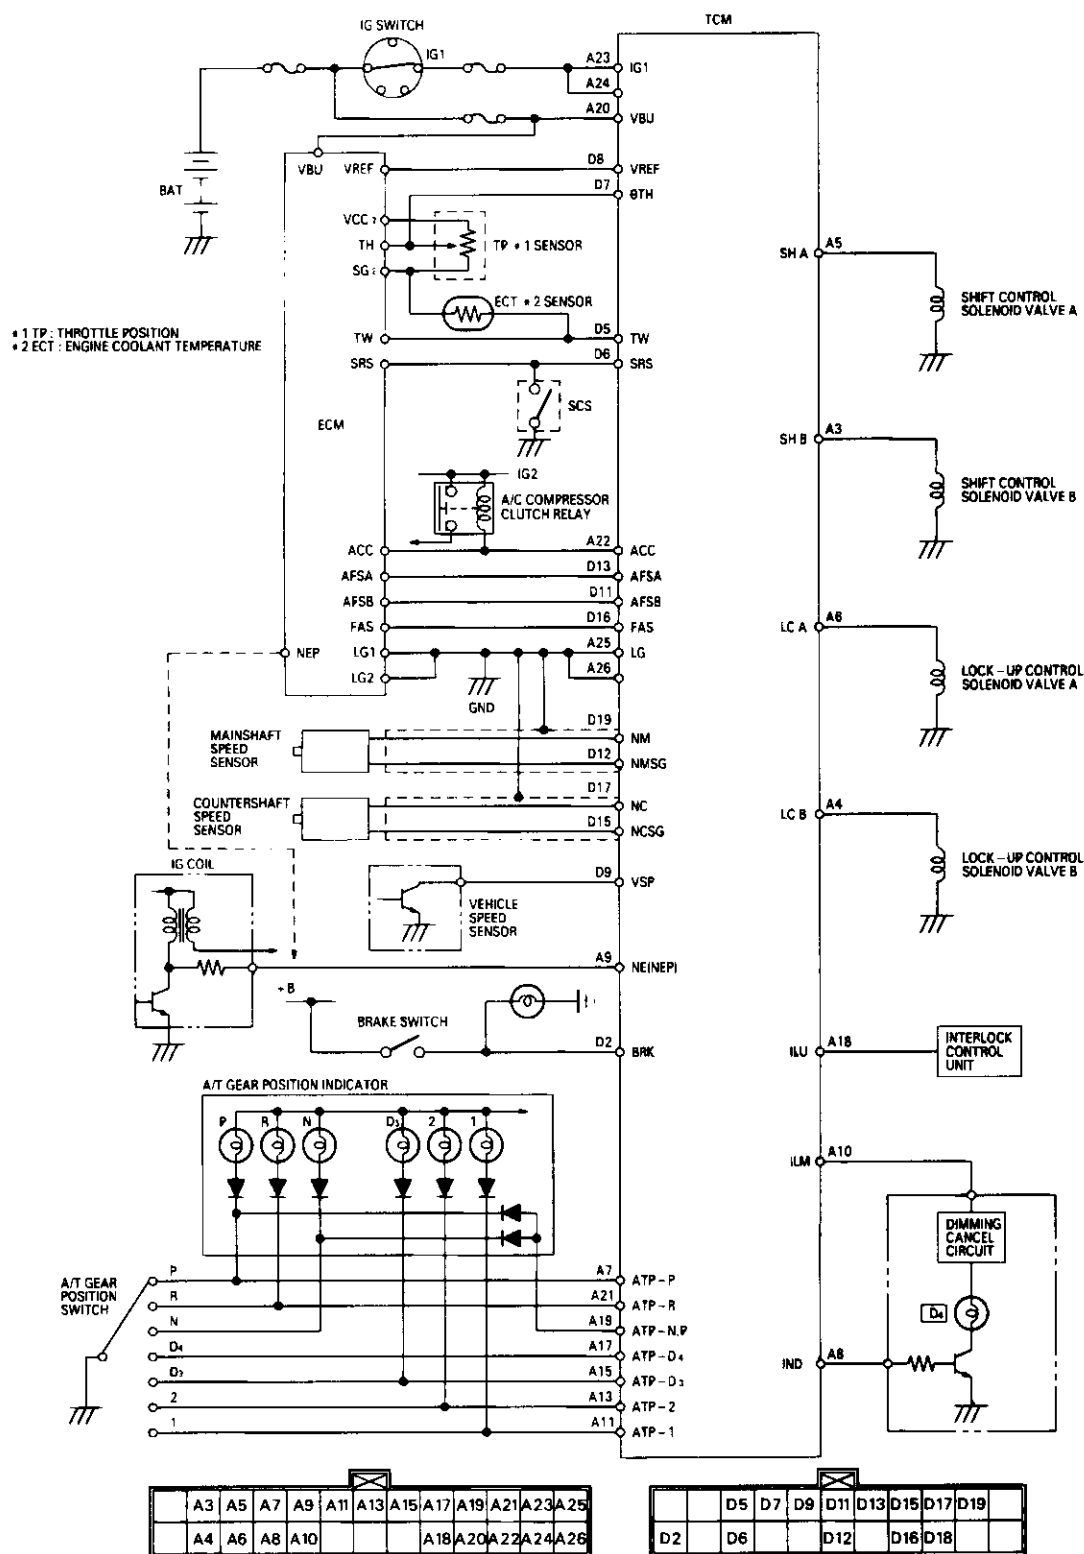 IG SWITCH
TCM
IG1
A23
IG1
A24
A20
VBU
VBU
VREF
D8
VREF
D7
θTH
BAT
VCC 2
TH
TP *1 SENSOR
SG 2
ECT *2 SENSOR
*1 TP : THROTTLE POSITION
*2 ECT : ENGINE COOLANT TEMPERATURE
TW
D5
TW
SRS
D6
SRS
SCS
ECM
SH A
A5
SHIFT CONTROL
SOLENOID VALVE A
SH B
A3
SHIFT CONTROL
SOLENOID VALVE B
IG2
A/C COMPRESSOR
CLUTCH RELAY
ACC
A22
ACC
AFSA
D13
AFSA
AFSB
D11
AFSB
FAS
D16
FAS
NEP
LG1
A25
LG
LG2
A26
GND
LC A
A6
LOCK-UP CONTROL
SOLENOID VALVE A
MAINSHAFT
SPEED
SENSOR
D19
NM
D12
NMSG
COUNTERSHAFT
SPEED
SENSOR
D17
NC
D15
NCSG
LC B
A4
LOCK-UP CONTROL
SOLENOID VALVE B
IG COIL
D9
VSP
VEHICLE
SPEED
SENSOR
A9
NE(NEP)
+B
BRAKE SWITCH
D2
BRK
ILU
A18
INTERLOCK
CONTROL
UNIT
A/T GEAR POSITION INDICATOR
P
R
N
D3
2
1
ILM
A10
DIMMING
CANCEL
CIRCUIT
D4
IND
A8
A/T GEAR
POSITION
SWITCH
P
A7
ATP-P
R
A21
ATP-R
N
A19
ATP-N.P
D4
A17
ATP-D4
D3
A15
ATP-D3
2
A13
ATP-2
1
A11
ATP-1
A3 A5 A7 A9 A11 A13 A15 A17 A19 A21 A23 A25
A4 A6 A8 A10 A18 A20 A22 A24 A26
D5 D7 D9 D11 D13 D15 D17 D19
D2 D6 D12 D16 D18